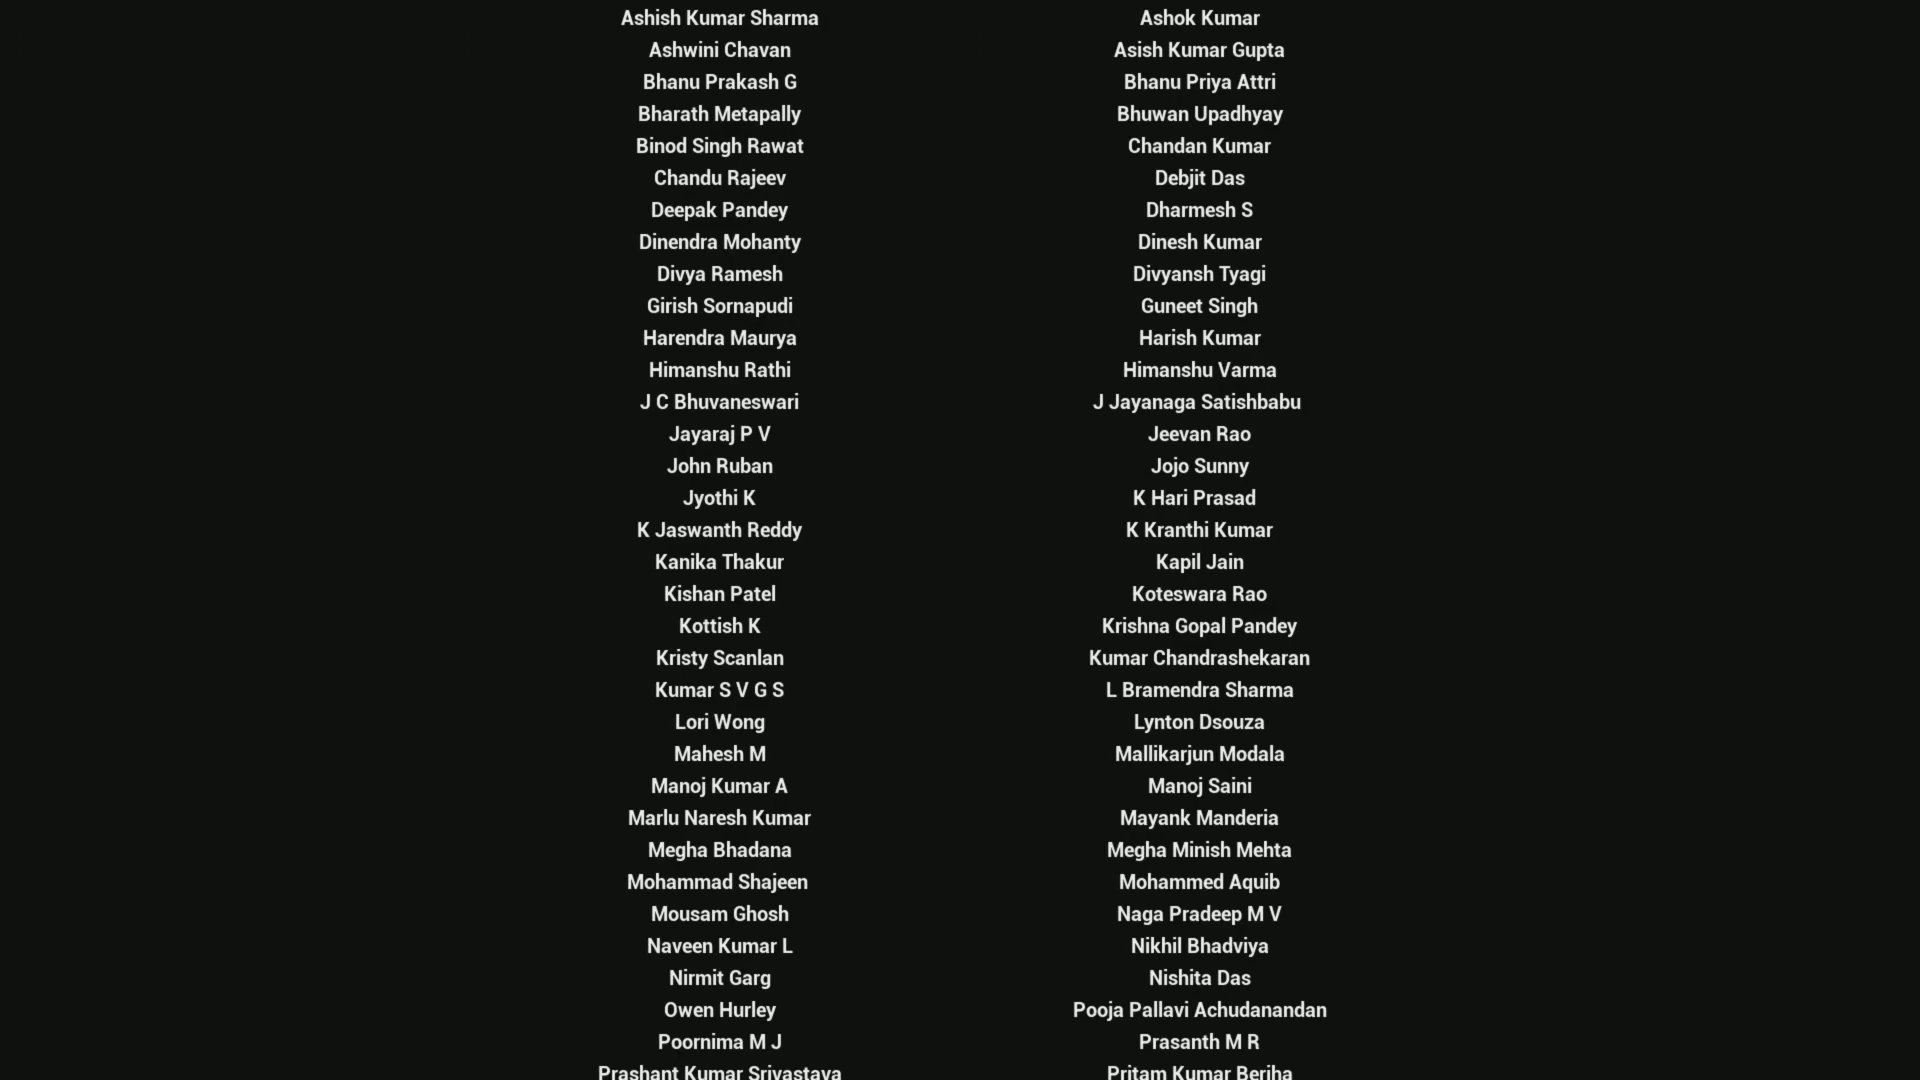 Ashish Kumar Sharma Ashok Kumar
Ashwini Chavan Asish Kumar Gupta
Bhanu Prakash G Bhanu Priya Attri
Bharath Metapally Bhuwan Upadhyay
Binod Singh Rawat Chandan Kumar
Chandu Rajeev Debjit Das
Deepak Pandey Dharmesh S
Dinendra Mohanty Dinesh Kumar
Divya Ramesh Divyansh Tyagi
Girish Sornapudi Guneet Singh
Harendra Maurya Harish Kumar
Himanshu Rathi Himanshu Varma
J C Bhuvaneswari J Jayanaga Satishbabu
Jayaraj P V Jeevan Rao
John Ruban Jojo Sunny
Jyothi K K Hari Prasad
K Jaswanth Reddy K Kranthi Kumar
Kanika Thakur Kapil Jain
Kishan Patel Koteswara Rao
Kottish K Krishna Gopal Pandey
Kristy Scanlan Kumar Chandrashekaran
Kumar S V G S L Bramendra Sharma
Lori Wong Lynton Dsouza
Mahesh M Mallikarjun Modala
Manoj Kumar A Manoj Saini
Marlu Naresh Kumar Mayank Manderia
Megha Bhadana Megha Minish Mehta
Mohammad Shajeen Mohammed Aquib
Mousam Ghosh Naga Pradeep M V
Naveen Kumar L Nikhil Bhadviya
Nirmit Garg Nishita Das
Owen Hurley Pooja Pallavi Achudanandan
Poornima M J Prasanth M R
Prashant Kumar Srivastava Pritam Kumar Beriha